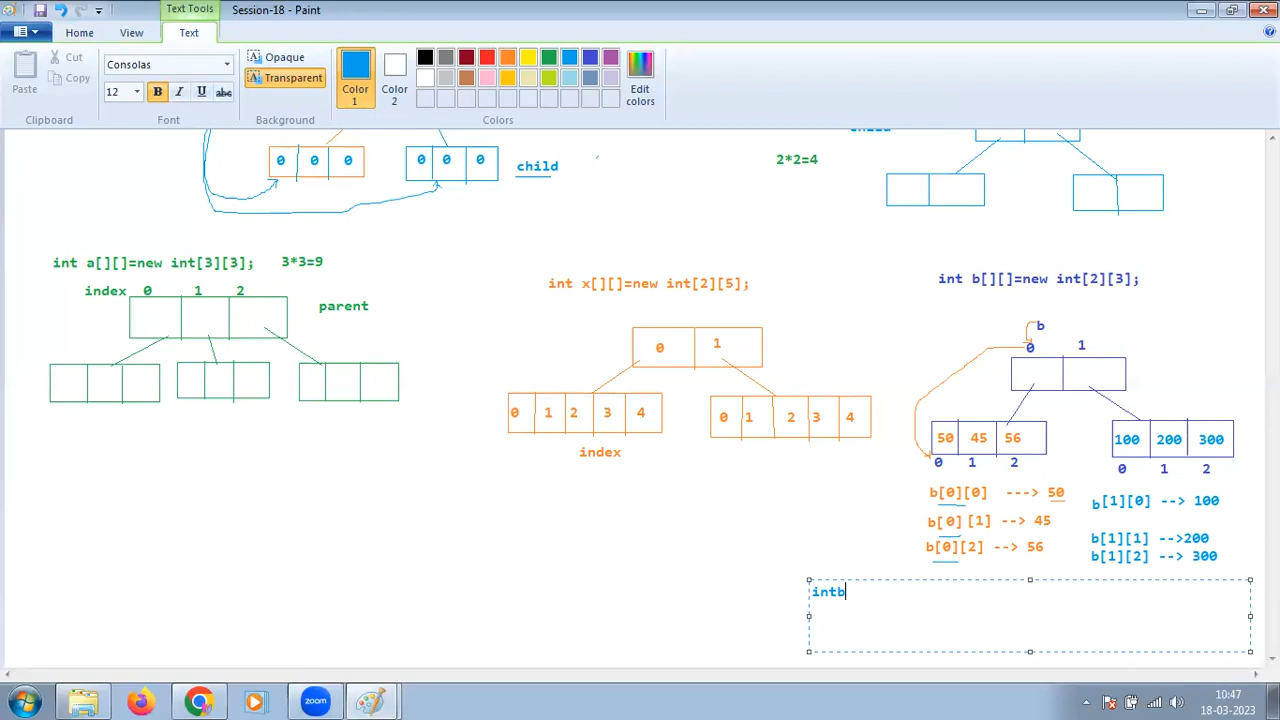 Text Tools
Session-18 - Paint
Home
View
Text
Paste
Cut
Copy
Clipboard
Consolas
12
B I U abc
Font
Opaque
Transparent
Background
Color 1
Color 2
Edit colors
Colors
0 0 0
0 0 0
child
child
2*2=4
int a[][]=new int[3][3];
3*3=9
index 0 1 2
parent
int x[][]=new int[2][5];
0 1
0 1 2 3 4
0 1 2 3 4
index
int b[][]=new int[2][3];
b
0 1
50 45 56
0 1 2
100 200 300
0 1 2
b[0][0] ---> 50
b[0][1] --> 45
b[0][2] --> 56
b[1][0] --> 100
b[1][1] -->200
b[1][2] --> 300
intb
zoom
10:47
18-03-2023